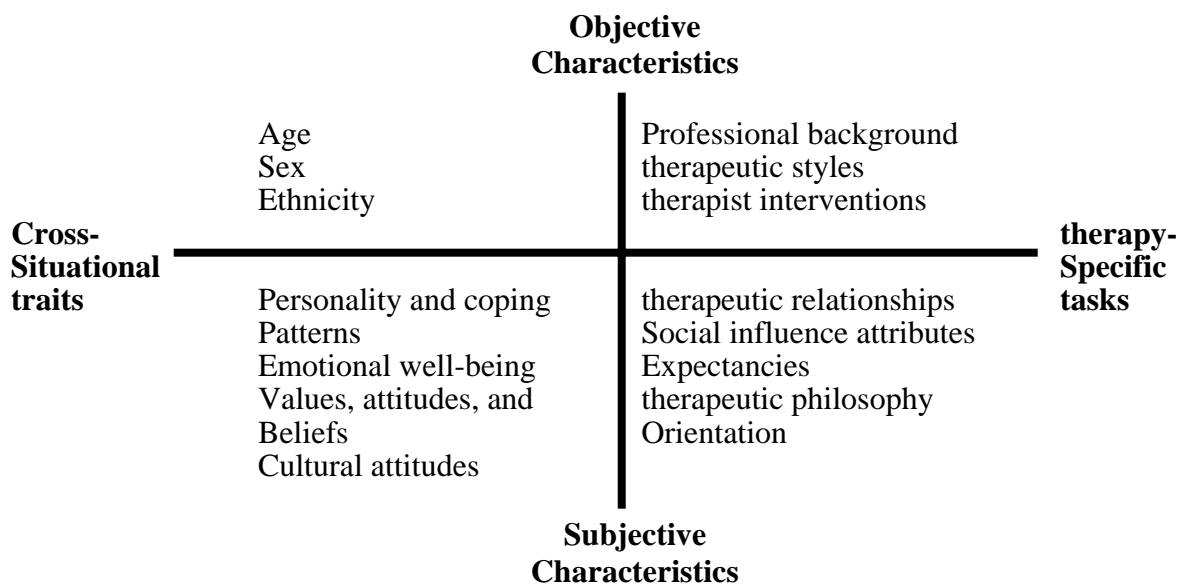 Objective
Characteristics
Age
Sex
Ethnicity
Professional background
therapeutic styles
therapist interventions
Cross-
Situational
traits
therapy-
Specific
tasks
Personality and coping
Patterns
Emotional well-being
Values, attitudes, and
Beliefs
Cultural attitudes
therapeutic relationships
Social influence attributes
Expectancies
therapeutic philosophy
Orientation
Subjective
Characteristics